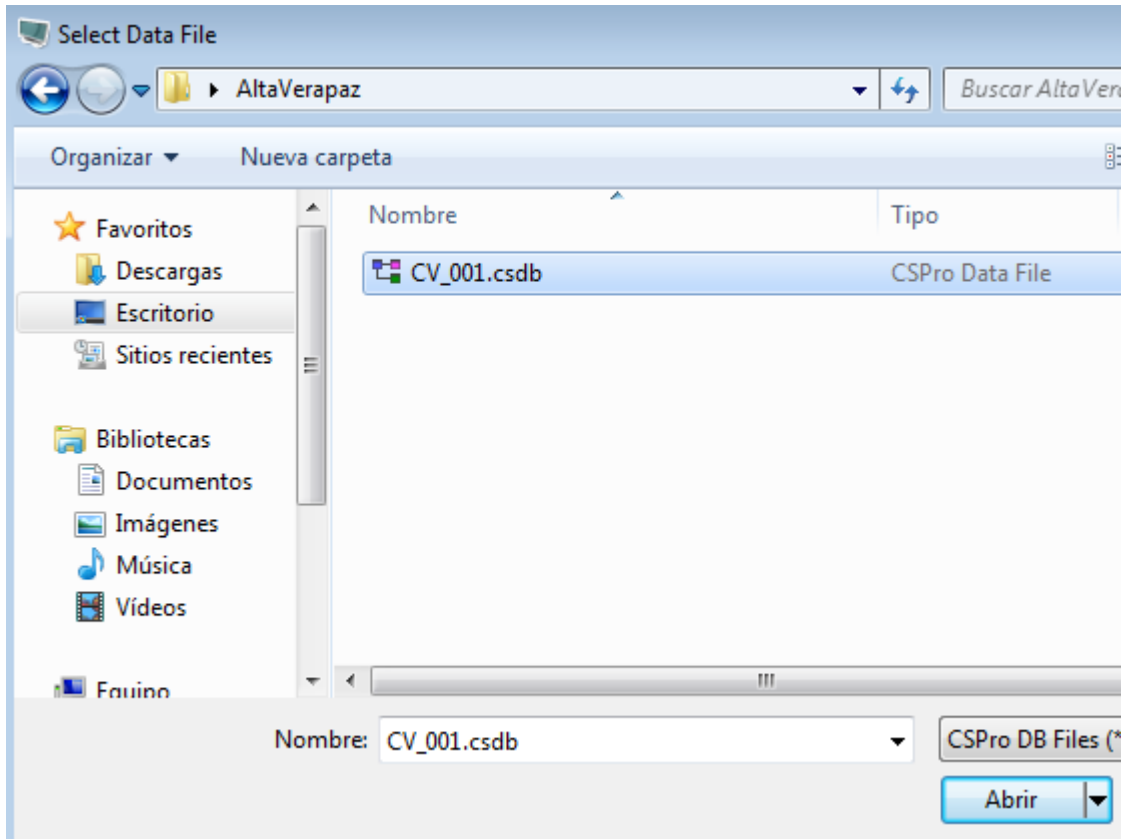 Select Data File
AltaVerapaz
Buscar AltaVer
Organizar
Nueva carpeta
Nombre
Tipo
Favoritos
Descargas
Escritorio
Sitios recientes
Bibliotecas
Documentos
Imágenes
Música
Vídeos
Equipo
CV_001.csdb
CSPro Data File
Nombre:
CV_001.csdb
CSPro DB Files (*
Abrir